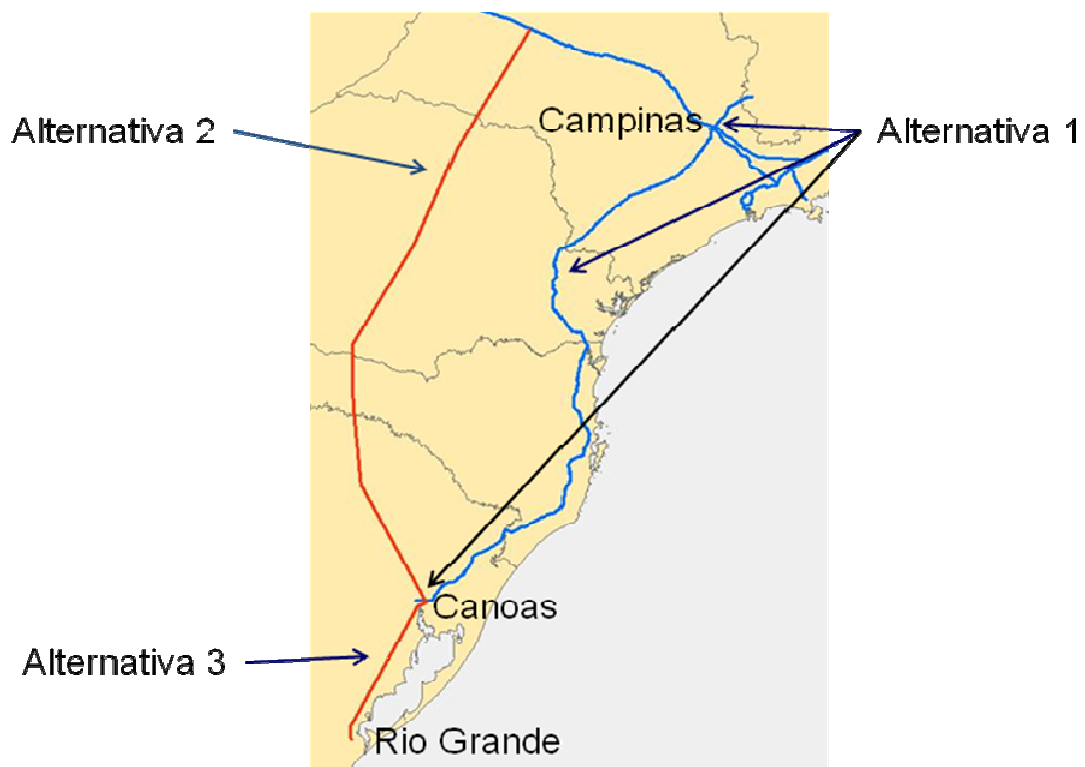 Campinas
Alternativa 2
Alternativa 1
Canoas
Alternativa 3
Rio Grande